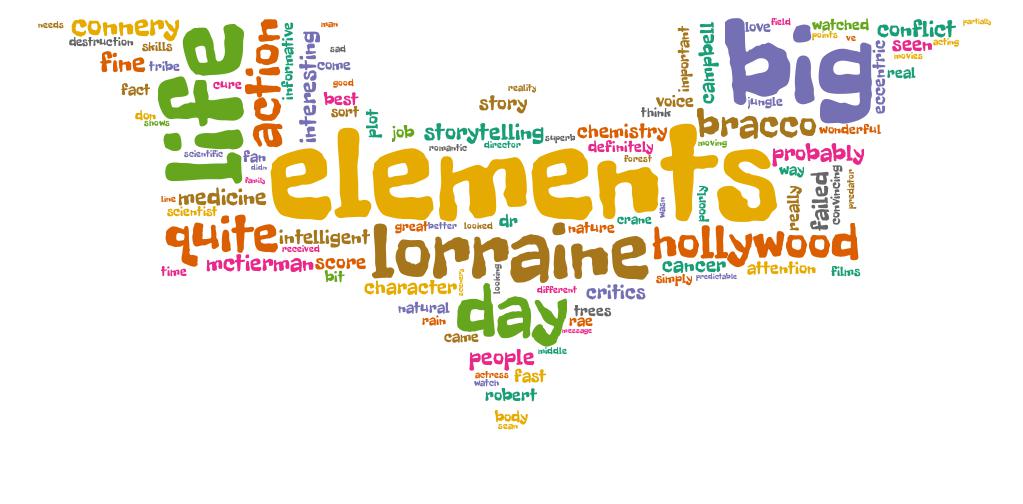 needs
connery
destruction
skills
fine
tribe
fact
don
shows
life
action
informative
interesting
man
sad
come
good
best
sort
plot
cure
scientific
fan
didn
family
job
storytelling
romantic
director
superb
story
reality
chemistry
definitely
forest
think
voice
important
campbell
moving
big
love
field
jungle
watched
points
ve
eccentric
conflict
partially
seen
acting
movies
real
bracco
wonderful
elements
probably
way
line
medicine
scientist
wasn
poorly
really
failed
convincing
predator
quite
intelligent
received
great
better
looked
dr
nature
crane
lorraine
hollywood
time
mctierman
score
bit
cancer
simply
predictable
attention
films
character
looking
different
critics
natural
rain
came
day
trees
rae
message
people
middle
actress
watch
fast
robert
body
sean